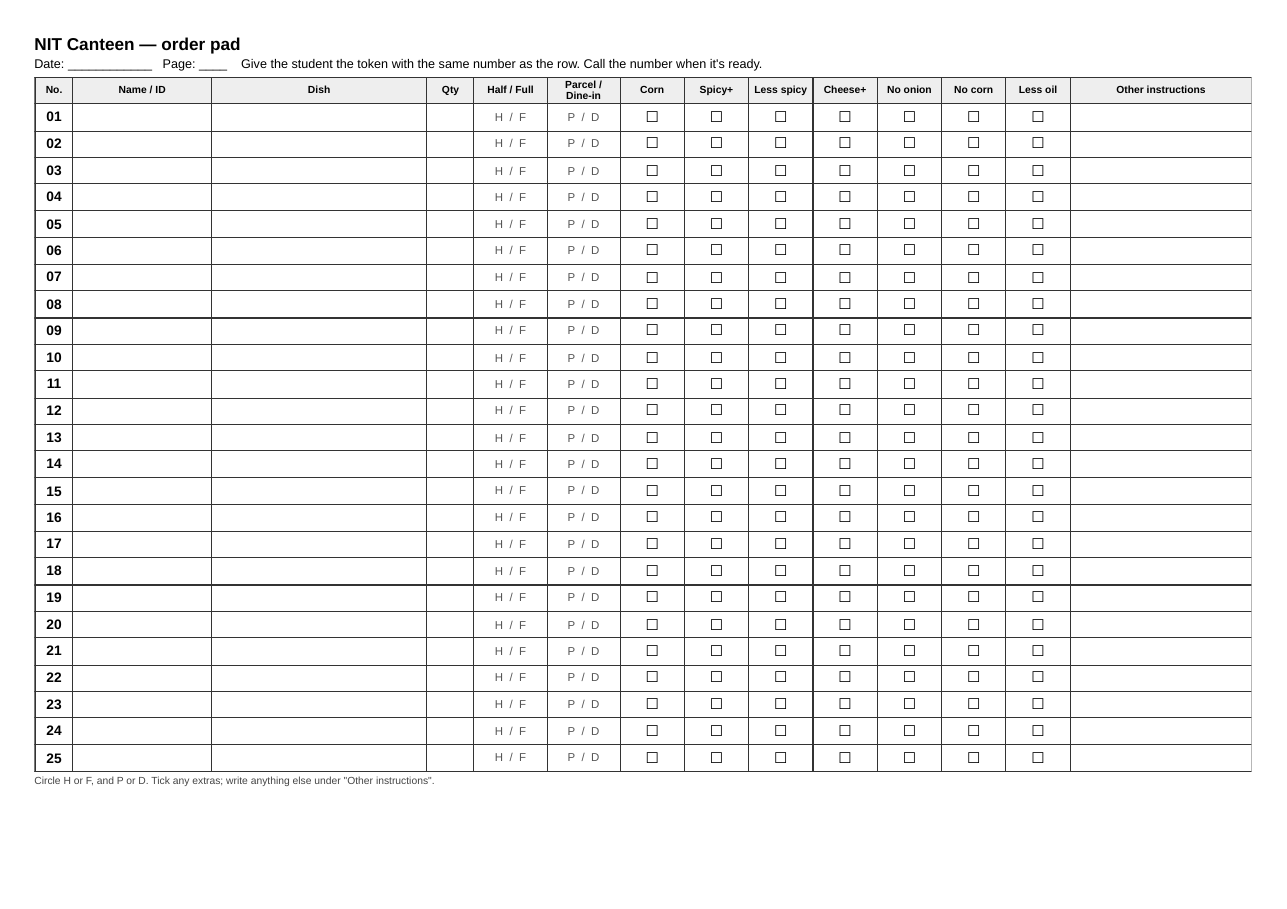 NIT Canteen — order pad
Date: ____________ Page: ____ Give the student the token with the same number as the row. Call the number when it's ready.
No. Name / ID Dish Qty Half / Full Parcel / Dine-in Corn Spicy+ Less spicy Cheese+ No onion No corn Less oil Other instructions
01 H / F P / D ☐ ☐ ☐ ☐ ☐ ☐ ☐
02 H / F P / D ☐ ☐ ☐ ☐ ☐ ☐ ☐
03 H / F P / D ☐ ☐ ☐ ☐ ☐ ☐ ☐
04 H / F P / D ☐ ☐ ☐ ☐ ☐ ☐ ☐
05 H / F P / D ☐ ☐ ☐ ☐ ☐ ☐ ☐
06 H / F P / D ☐ ☐ ☐ ☐ ☐ ☐ ☐
07 H / F P / D ☐ ☐ ☐ ☐ ☐ ☐ ☐
08 H / F P / D ☐ ☐ ☐ ☐ ☐ ☐ ☐
09 H / F P / D ☐ ☐ ☐ ☐ ☐ ☐ ☐
10 H / F P / D ☐ ☐ ☐ ☐ ☐ ☐ ☐
11 H / F P / D ☐ ☐ ☐ ☐ ☐ ☐ ☐
12 H / F P / D ☐ ☐ ☐ ☐ ☐ ☐ ☐
13 H / F P / D ☐ ☐ ☐ ☐ ☐ ☐ ☐
14 H / F P / D ☐ ☐ ☐ ☐ ☐ ☐ ☐
15 H / F P / D ☐ ☐ ☐ ☐ ☐ ☐ ☐
16 H / F P / D ☐ ☐ ☐ ☐ ☐ ☐ ☐
17 H / F P / D ☐ ☐ ☐ ☐ ☐ ☐ ☐
18 H / F P / D ☐ ☐ ☐ ☐ ☐ ☐ ☐
19 H / F P / D ☐ ☐ ☐ ☐ ☐ ☐ ☐
20 H / F P / D ☐ ☐ ☐ ☐ ☐ ☐ ☐
21 H / F P / D ☐ ☐ ☐ ☐ ☐ ☐ ☐
22 H / F P / D ☐ ☐ ☐ ☐ ☐ ☐ ☐
23 H / F P / D ☐ ☐ ☐ ☐ ☐ ☐ ☐
24 H / F P / D ☐ ☐ ☐ ☐ ☐ ☐ ☐
25 H / F P / D ☐ ☐ ☐ ☐ ☐ ☐ ☐
Circle H or F, and P or D. Tick any extras; write anything else under "Other instructions".